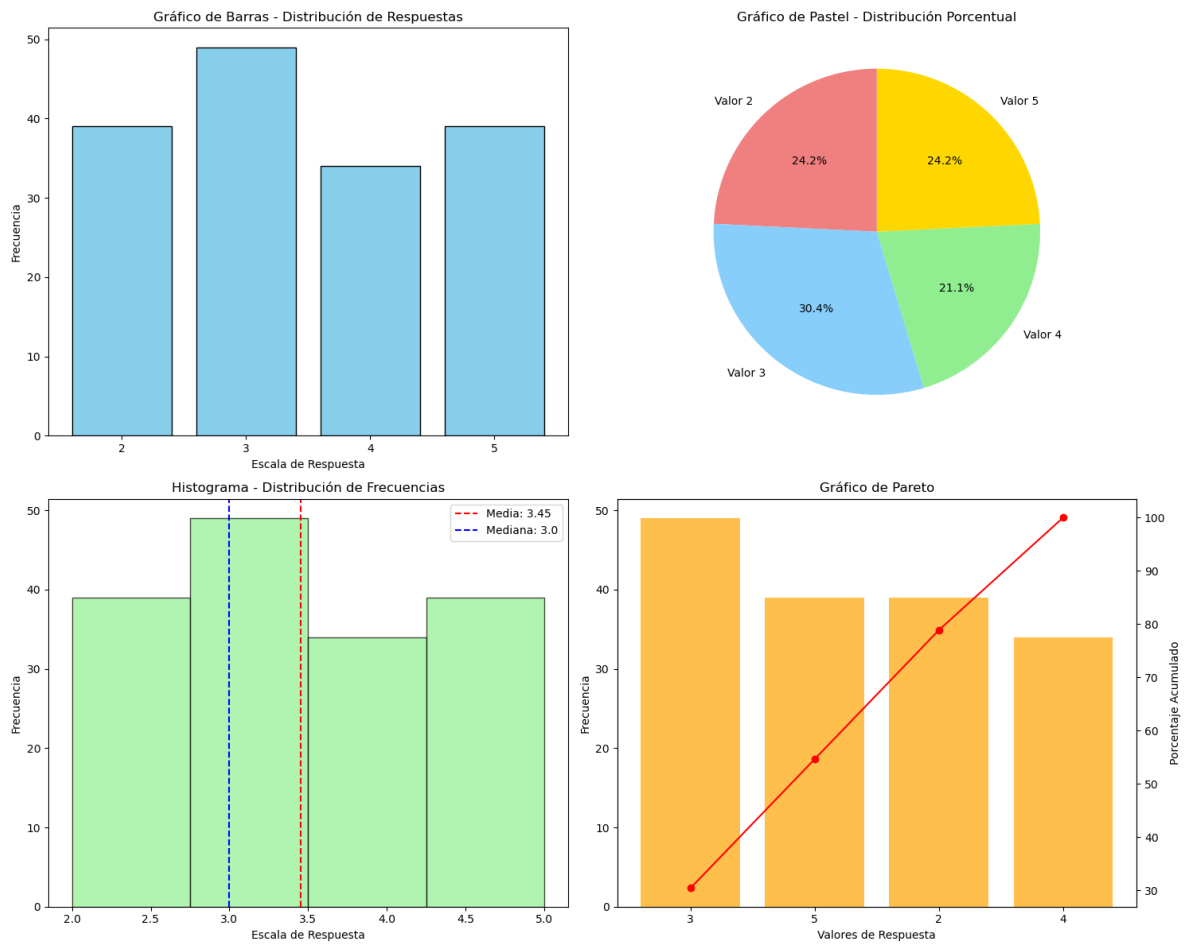 Gráfico de Barras - Distribución de Respuestas
50
40
30
20
10
0
Frecuencia
2 3 4 5
Escala de Respuesta
Gráfico de Pastel - Distribución Porcentual
Valor 2
Valor 5
24.2%
24.2%
30.4%
21.1%
Valor 3
Valor 4
Histograma - Distribución de Frecuencias
Media: 3.45
Mediana: 3.0
50
40
30
20
10
0
Frecuencia
2.0 2.5 3.0 3.5 4.0 4.5 5.0
Escala de Respuesta
Gráfico de Pareto
50
40
30
20
10
0
Frecuencia
100
90
80
70
60
50
40
30
Porcentaje Acumulado
3 5 2 4
Valores de Respuesta